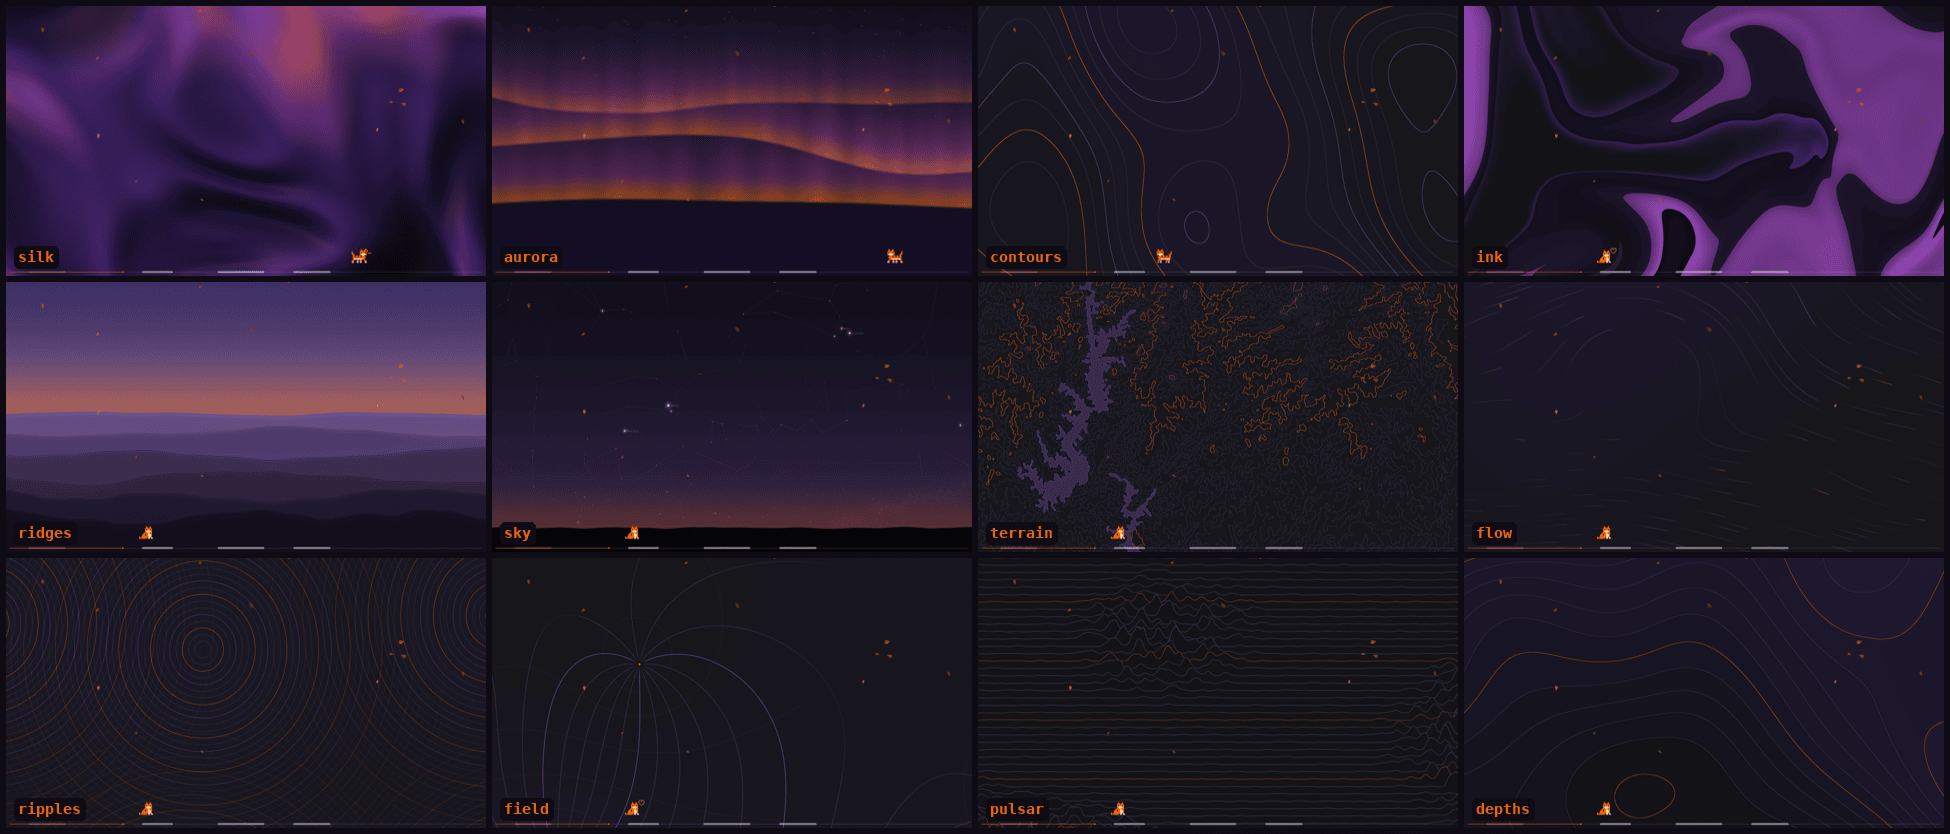 silk
aurora
contours
ink
ridges
sky
terrain
flow
ripples
field
pulsar
depths